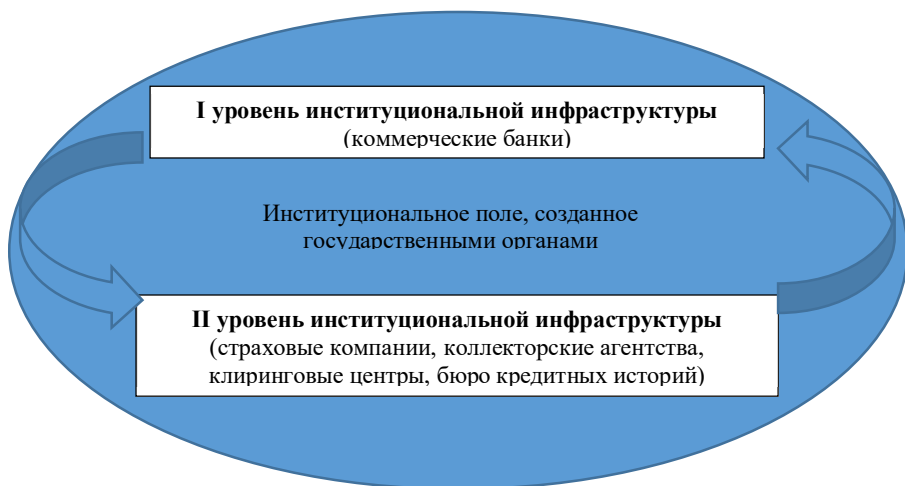 I уровень институциональной инфраструктуры
(коммерческие банки)
Институциональное поле, созданное
государственными органами
II уровень институциональной инфраструктуры
(страховые компании, коллекторские агентства,
клиринговые центры, бюро кредитных историй)